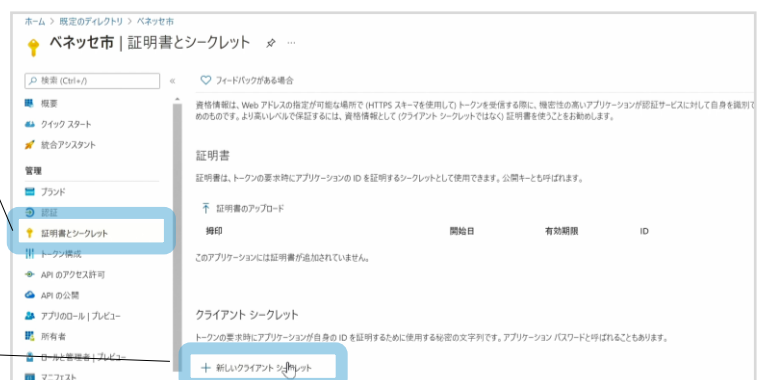 ホーム > 既定のディレクトリ > ベネッセ市
ベネッセ市 | 証明書とシークレット
検索 (Ctrl+/)
フィードバックがある場合
概要
クイック スタート
統合アシスタント
管理
ブランド
認証
証明書とシークレット
トークン構成
API のアクセス許可
API の公開
アプリのロール | プレビュー
所有者
ロールと管理者 | プレビュー
マニフェスト
資格情報は、Web アドレスの指定が可能な場所で (HTTPS スキーマを使用して) トークンを受信する際に、機密性の高いアプリケーションが認証サービスに対して自身を識別で
めのものです。より高いレベルで保証するには、資格情報として (クライアント シークレットではなく) 証明書を使うことをお勧めします。
証明書
証明書は、トークンの要求時にアプリケーションの ID を証明するシークレットとして使用できます。公開キーとも呼ばれます。
証明書のアップロード
拇印 開始日 有効期限 ID
このアプリケーションには証明書が追加されていません。
クライアント シークレット
トークンの要求時にアプリケーションが自身の ID を証明するために使用する秘密の文字列です。アプリケーション パスワードと呼ばれることもあります。
新しいクライアント シークレット